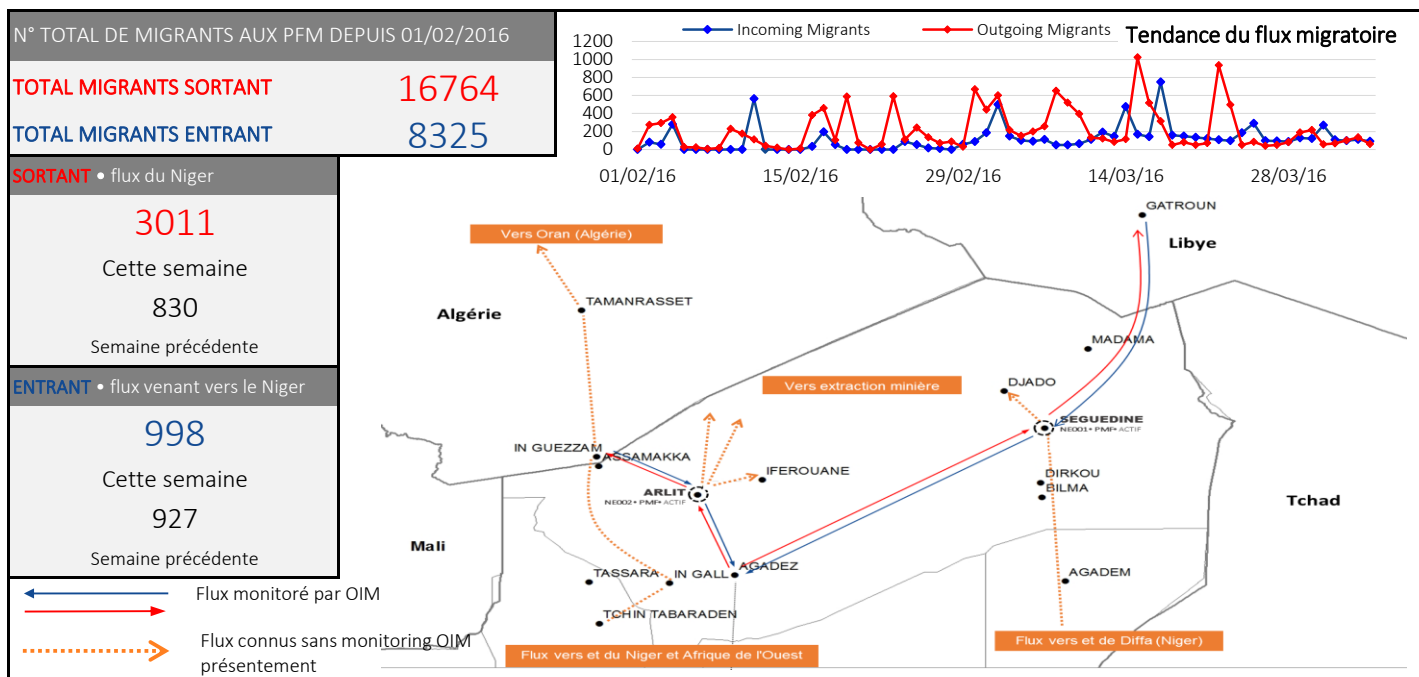 N° TOTAL DE MIGRANTS AUX PFM DEPUIS 01/02/2016
TOTAL MIGRANTS SORTANT 16764
TOTAL MIGRANTS ENTRANT 8325
SORTANT • flux du Niger
3011
Cette semaine
830
Semaine précédente
ENTRANT • flux venant vers le Niger
998
Cette semaine
927
Semaine précédente
Flux monitoré par OIM
Flux connus sans monitoring OIM
présentement
Incoming Migrants Outgoing Migrants Tendance du flux migratoire
1200
1000
800
600
400
200
0
01/02/16 15/02/16 29/02/16 14/03/16 28/03/16
GATROUN
Vers Oran (Algérie)
Libye
TAMANRASSET
Algérie
MADAMA
Vers extraction minière
DJADO
SEGUEDINE
NE001• PMF• ACTIF
IN GUEZZAM
ASSAMAKKA
IFEROUANE
DIRKOU
BILMA
ARLIT
NE002• PMF• ACTIF
Tchad
Mali
AGADEZ
TASSARA
IN GALL
AGADEM
TCHIN TABARADEN
Flux vers et de Diffa (Niger)
Flux vers et du Niger et Afrique de l'Ouest